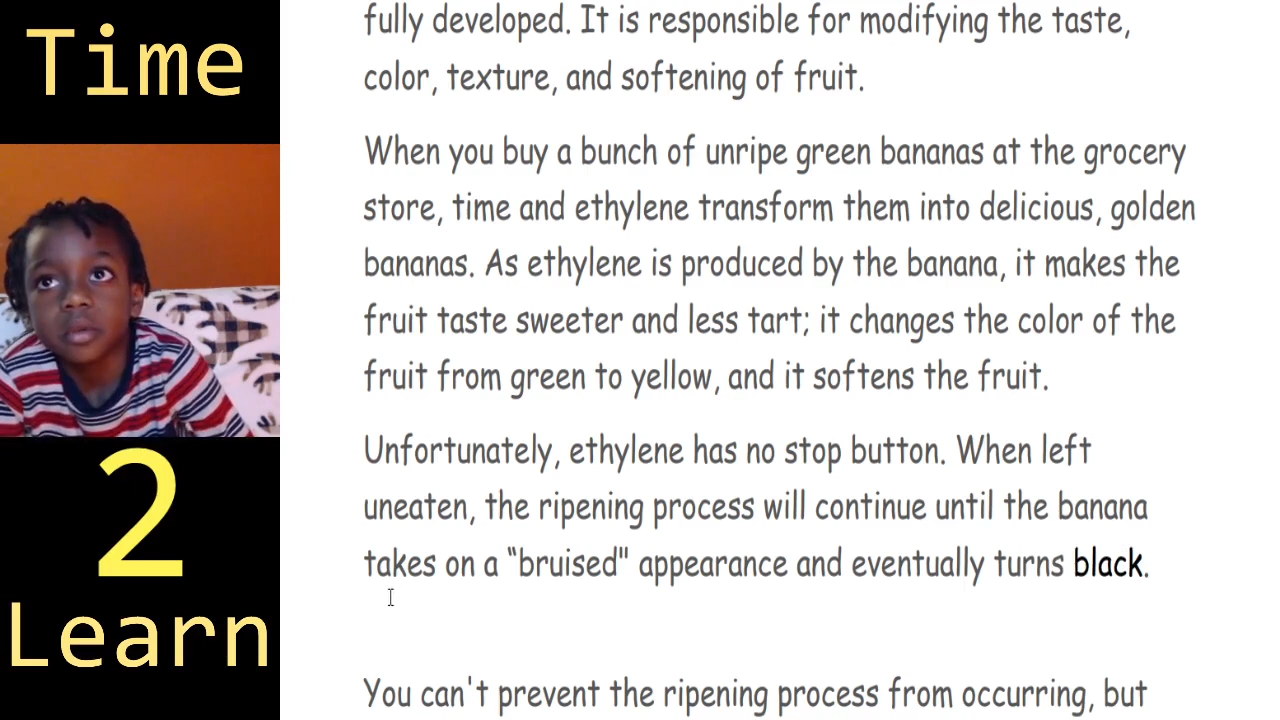 Time
2
Learn
fully developed. It is responsible for modifying the taste,
color, texture, and softening of fruit.
When you buy a bunch of unripe green bananas at the grocery
store, time and ethylene transform them into delicious, golden
bananas. As ethylene is produced by the banana, it makes the
fruit taste sweeter and less tart; it changes the color of the
fruit from green to yellow, and it softens the fruit.
Unfortunately, ethylene has no stop button. When left
uneaten, the ripening process will continue until the banana
takes on a “bruised" appearance and eventually turns black.
You can't prevent the ripening process from occurring, but